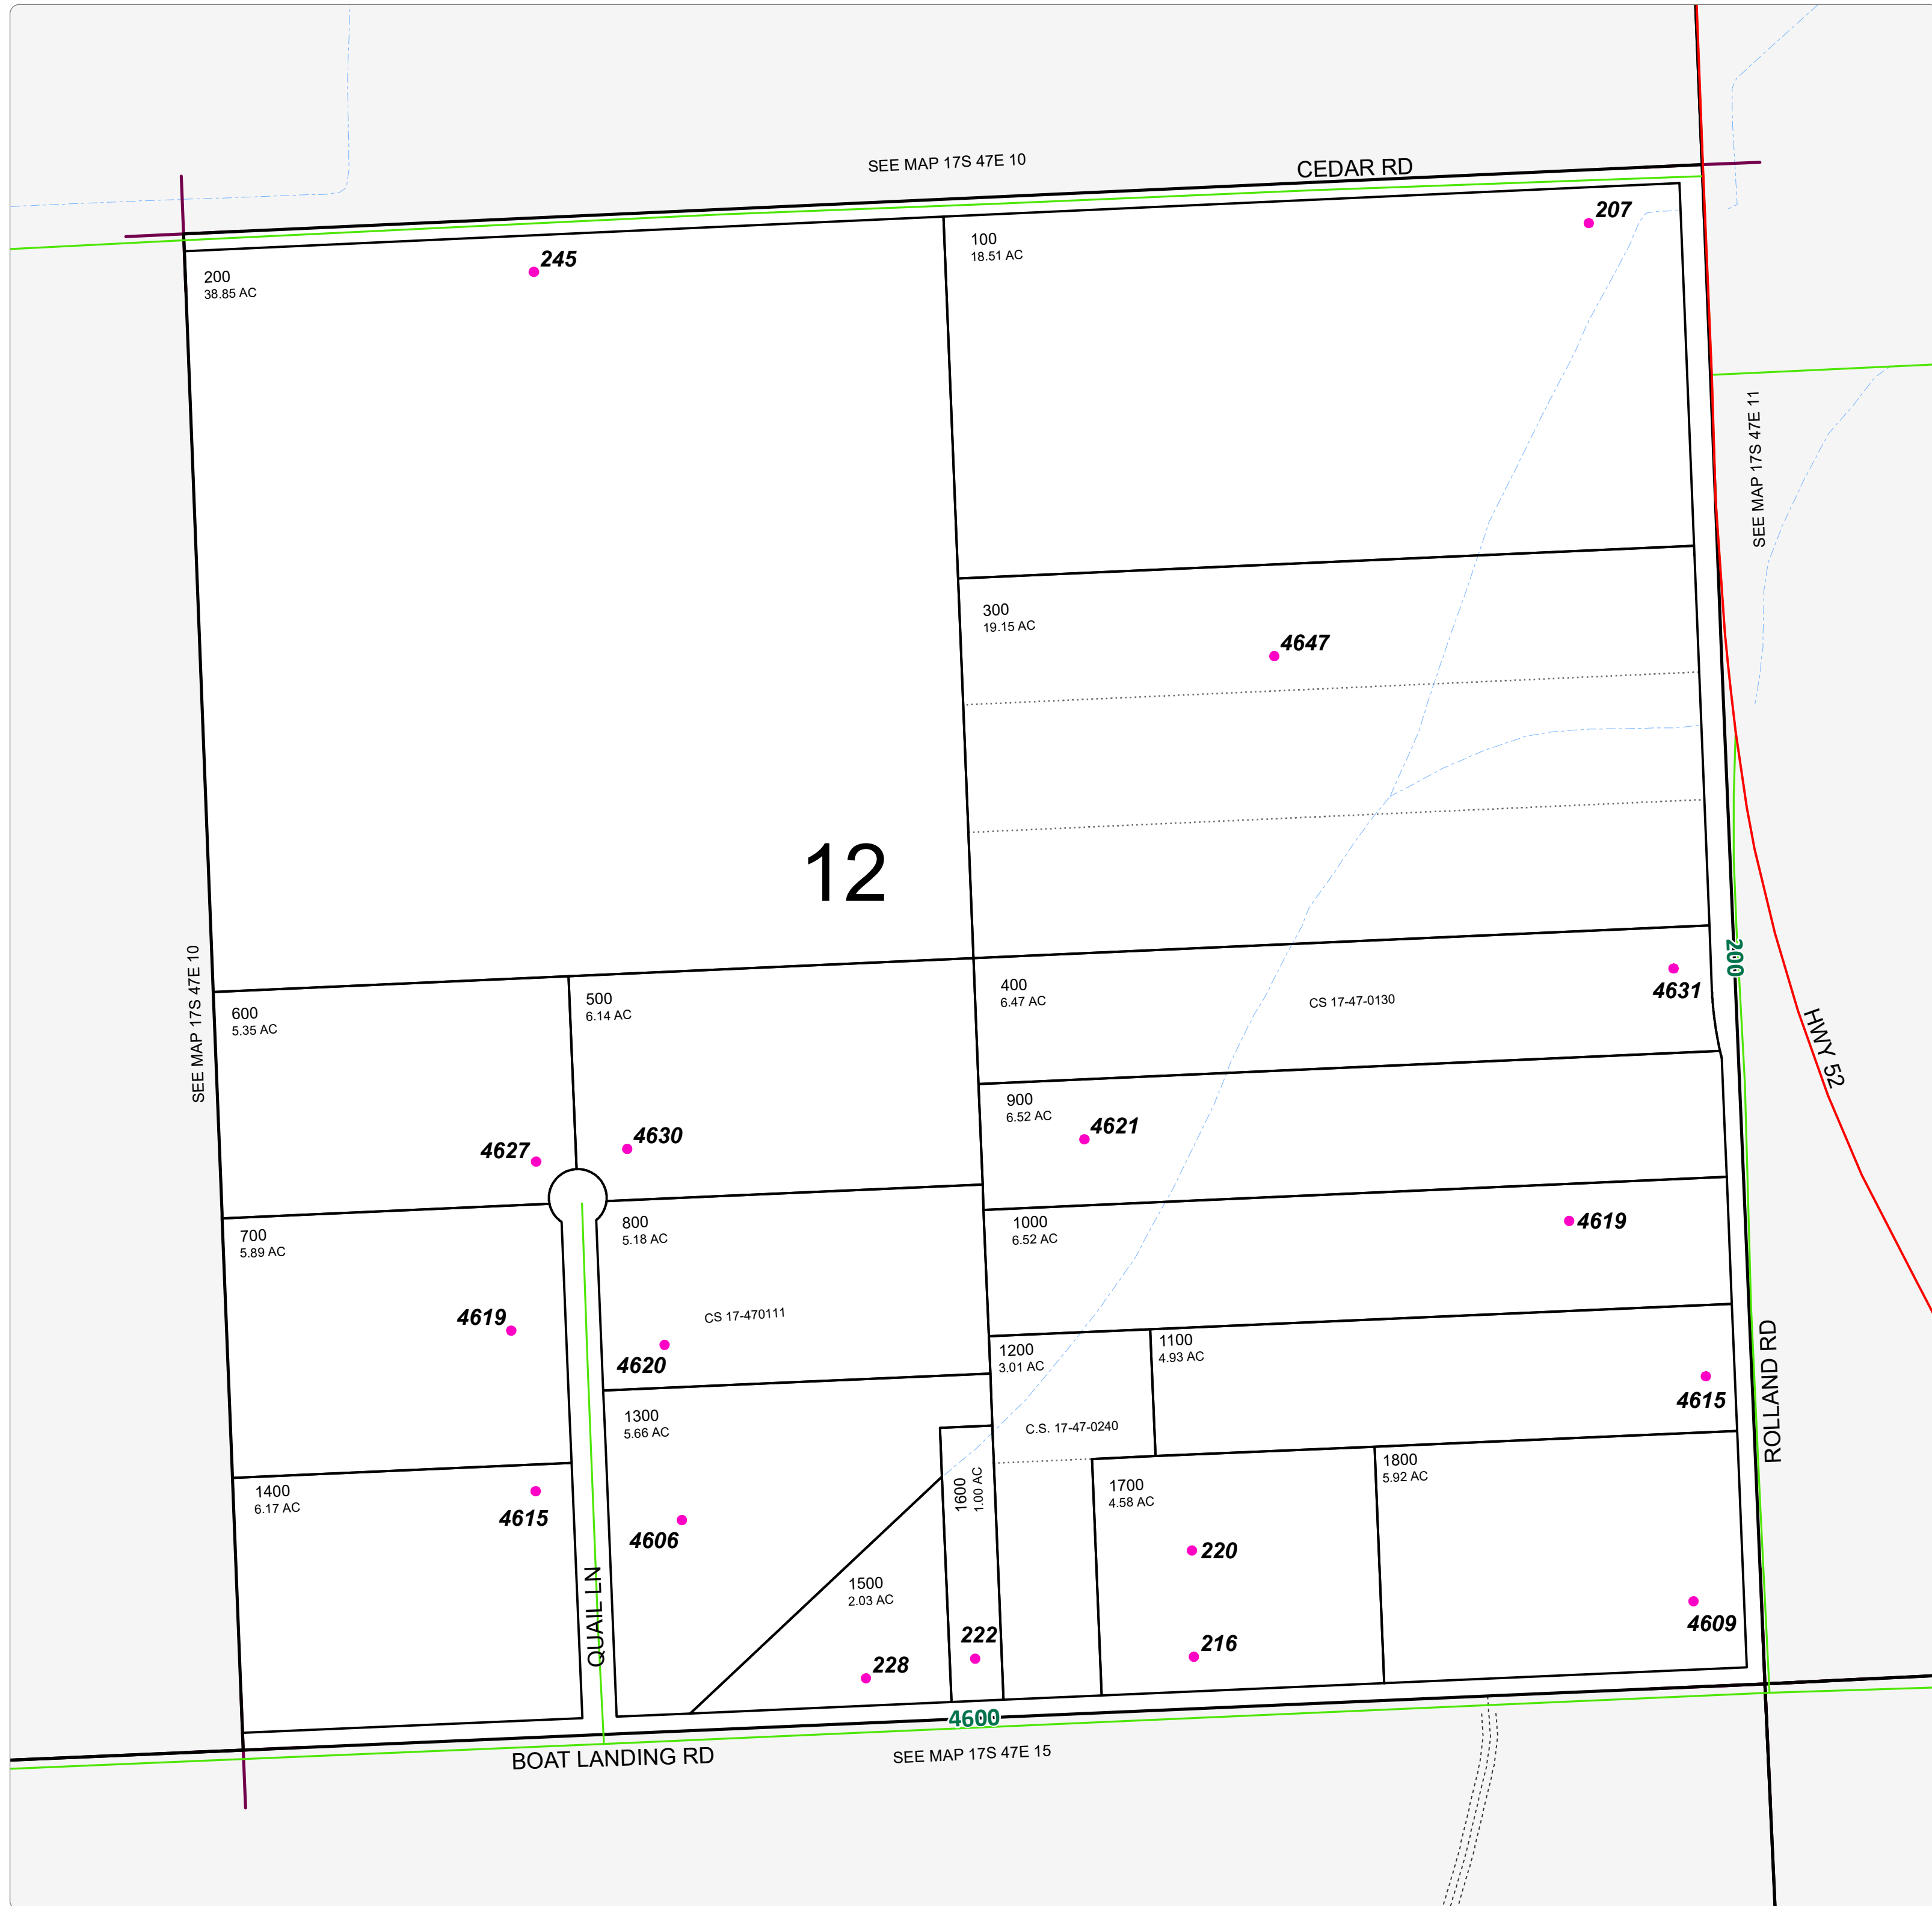 SEE MAP 17S 47E 10
CEDAR RD
207
245
100
18.51 AC
200
38.85 AC
SEE MAP 17S 47E 11
300
19.15 AC
4647
12
200
400
6.47 AC
CS 17-47-0130
4631
SEE MAP 17S 47E 10
600
5.35 AC
500
6.14 AC
HWY 52
900
6.52 AC
4621
4627
4630
700
5.89 AC
800
5.18 AC
1000
6.52 AC
4619
4619
CS 17-470111
4620
1200
3.01 AC
1100
4.93 AC
4615
ROLLAND RD
1300
5.66 AC
C.S. 17-47-0240
1400
6.17 AC
4615
4606
1600
1.00 AC
1700
4.58 AC
1800
5.92 AC
220
1500
2.03 AC
QUAIL LN
222
228
216
4609
4600
BOAT LANDING RD
SEE MAP 17S 47E 15